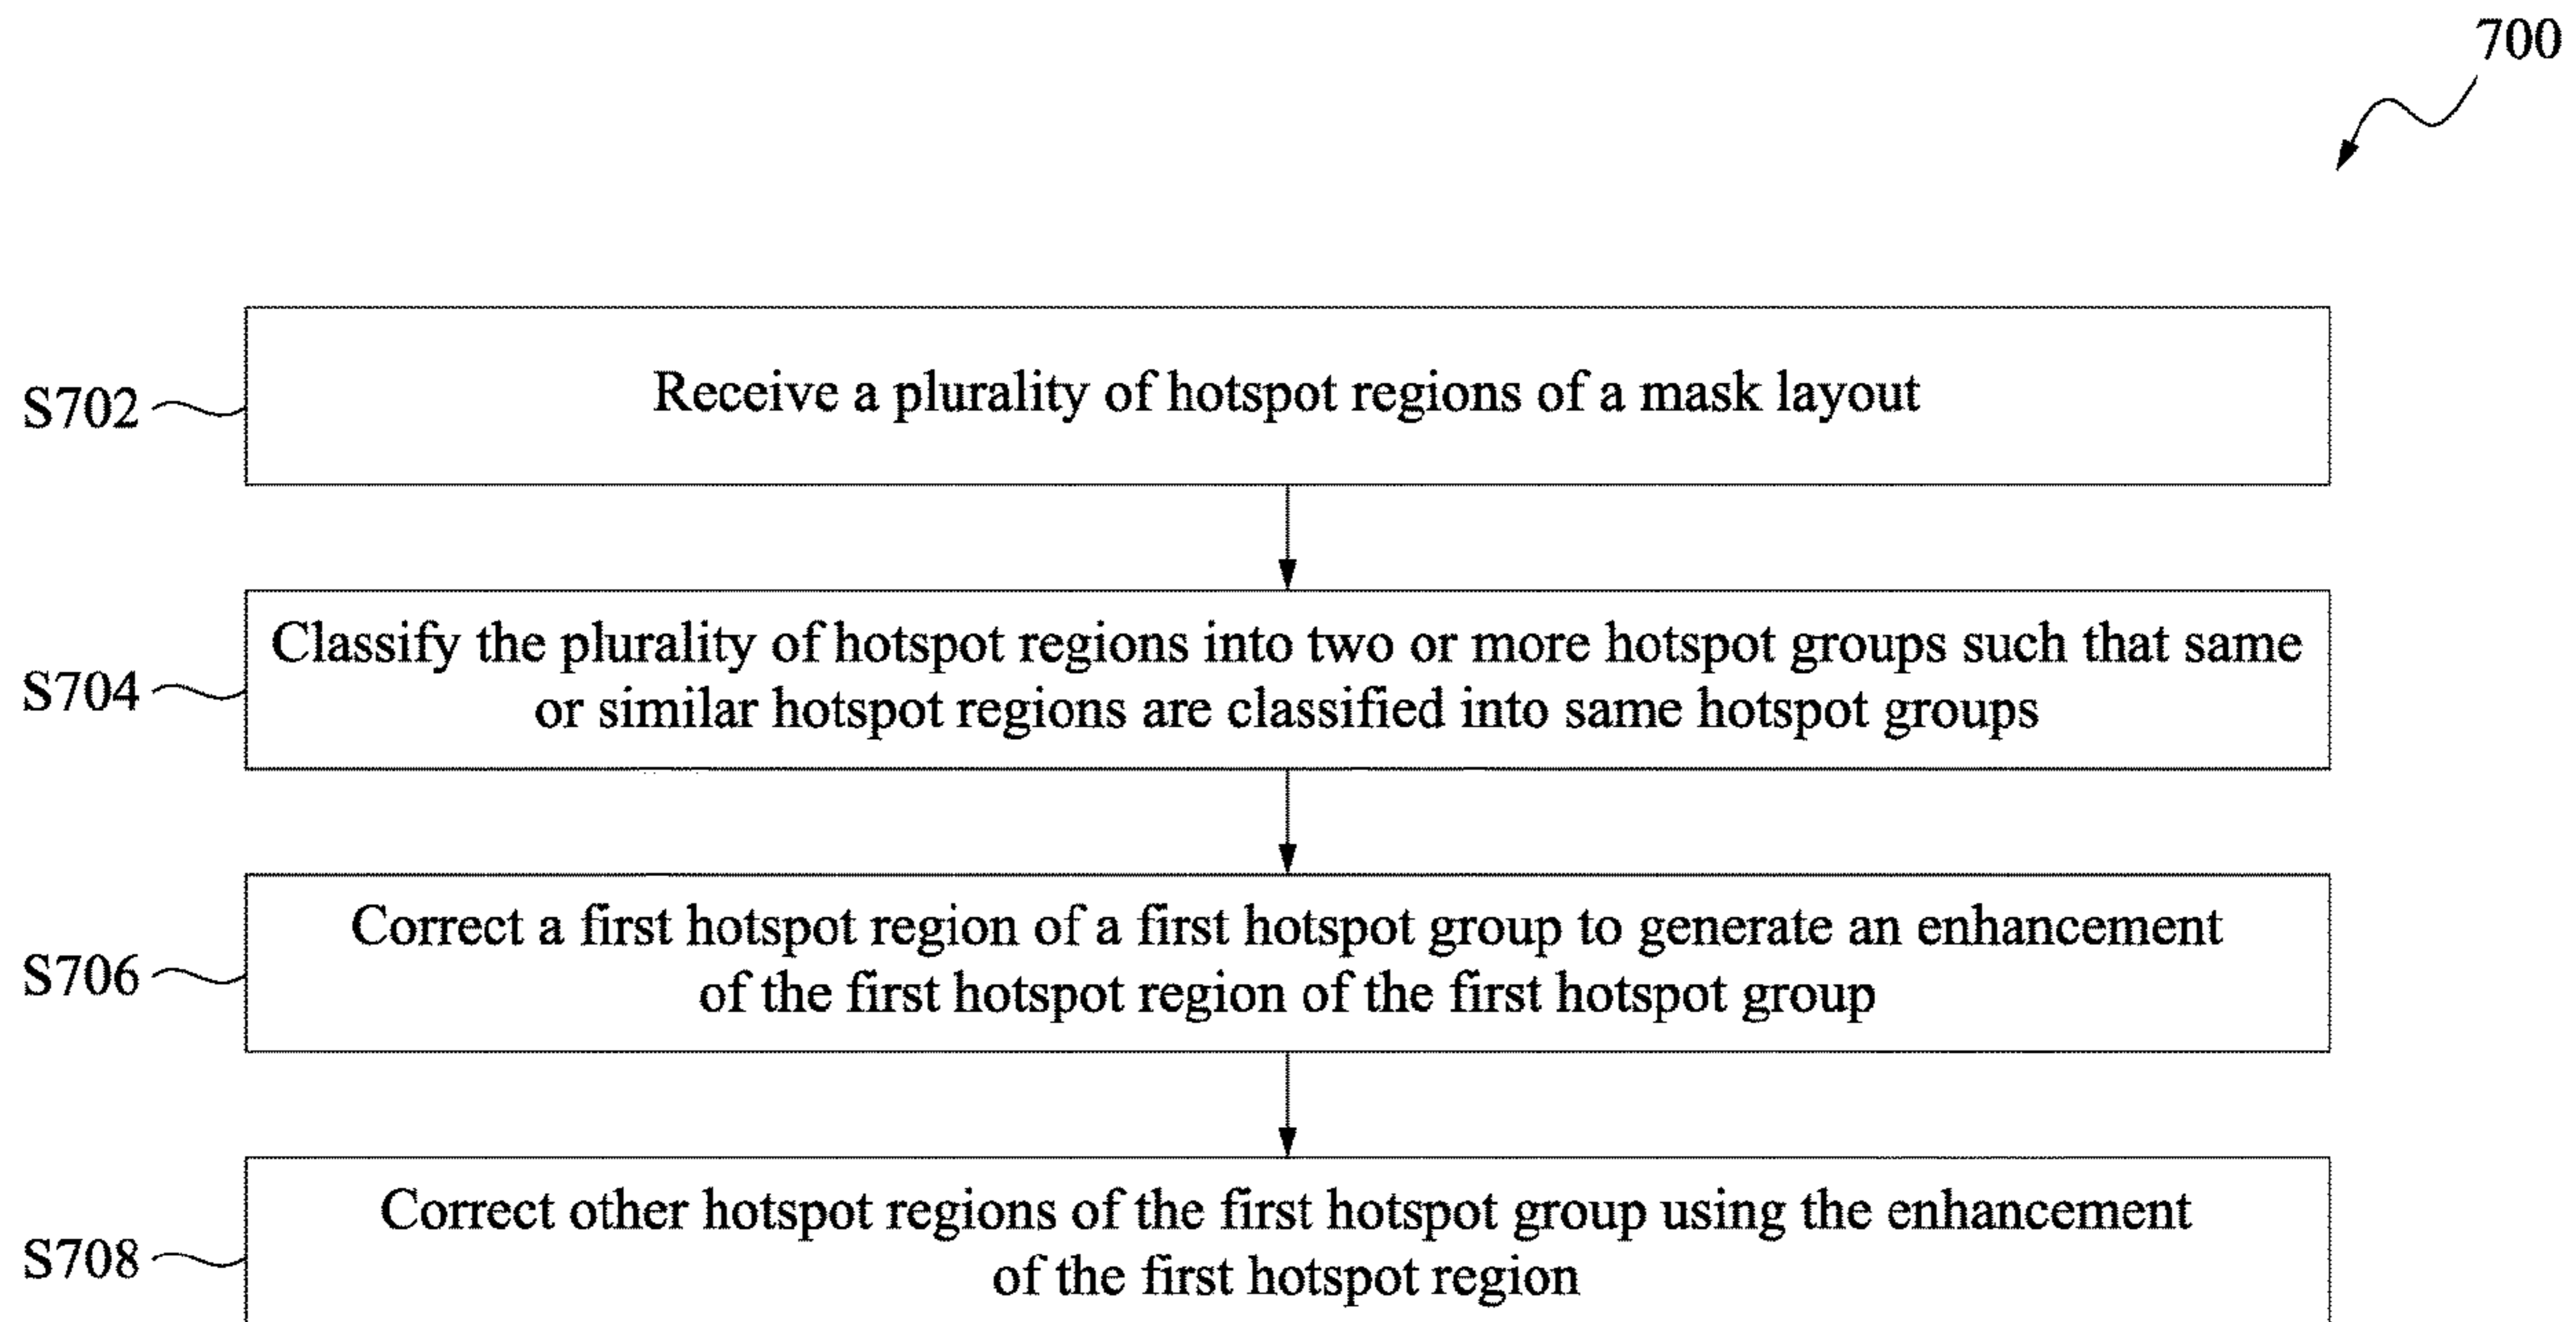 700
S702
Receive a plurality of hotspot regions of a mask layout
S704
Classify the plurality of hotspot regions into two or more hotspot groups such that same
or similar hotspot regions are classified into same hotspot groups
S706
Correct a first hotspot region of a first hotspot group to generate an enhancement
of the first hotspot region of the first hotspot group
S708
Correct other hotspot regions of the first hotspot group using the enhancement
of the first hotspot region